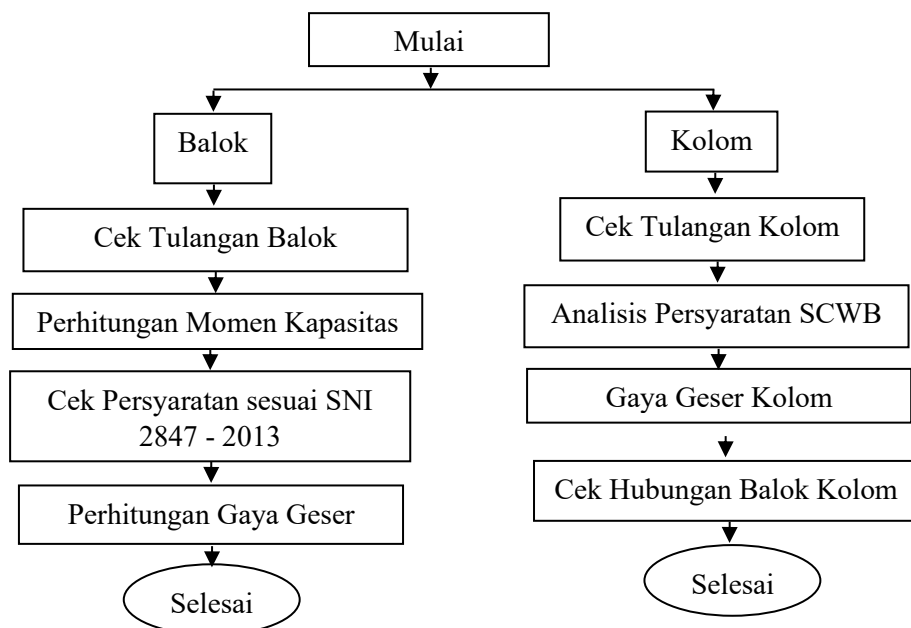 Mulai
Balok
Cek Tulangan Balok
Perhitungan Momen Kapasitas
Cek Persyaratan sesuai SNI
2847 - 2013
Perhitungan Gaya Geser
Selesai
Kolom
Cek Tulangan Kolom
Analisis Persyaratan SCWB
Gaya Geser Kolom
Cek Hubungan Balok Kolom
Selesai